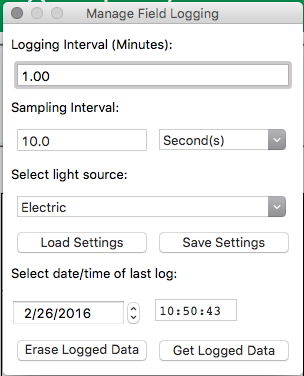 Manage Field Logging
Logging Interval (Minutes):
1.00
Sampling Interval:
10.0 Second(s)
Select light source:
Electric
Load Settings Save Settings
Select date/time of last log:
2/26/2016 10:50:43
Erase Logged Data Get Logged Data